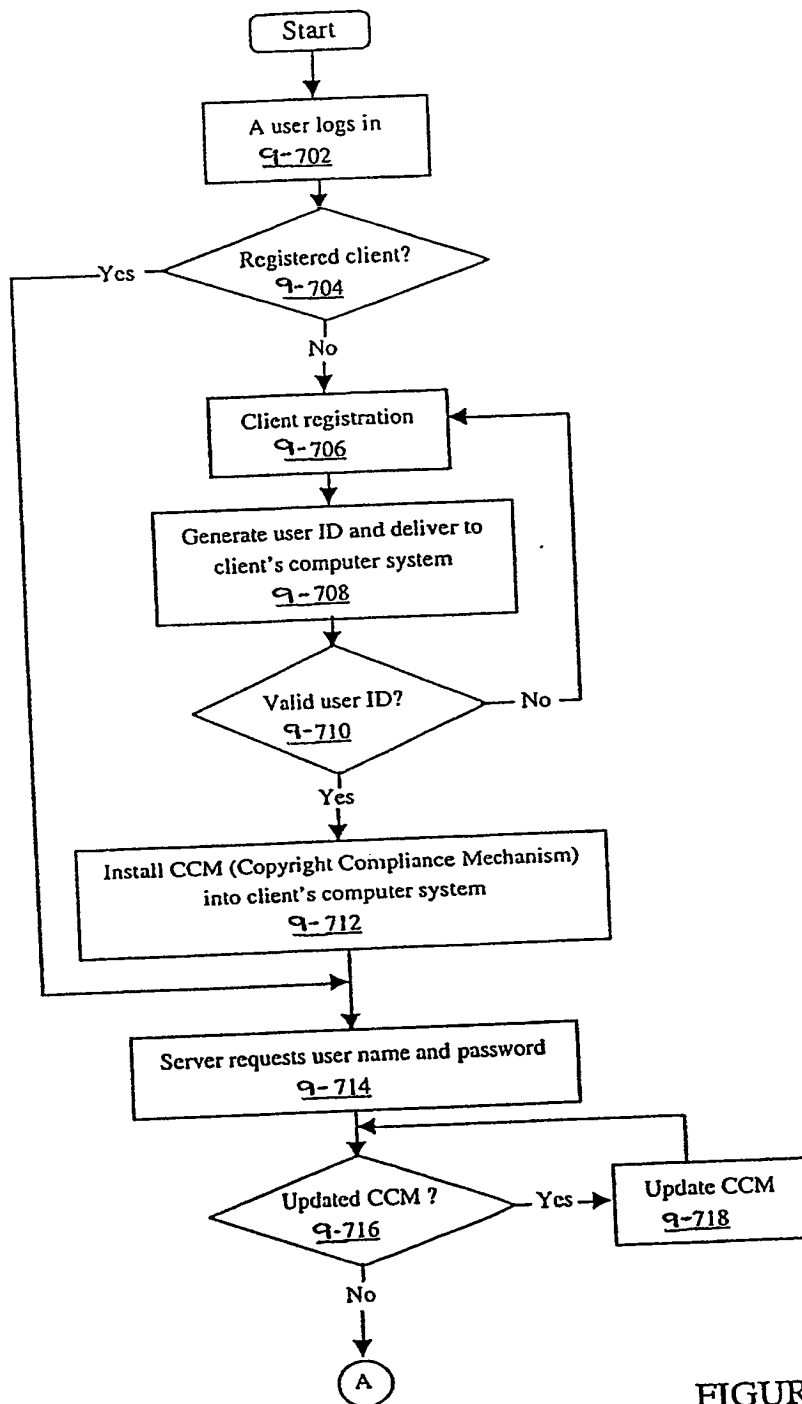 Start
A user logs in
9-702
Registered client?
9-704
Yes
No
Client registration
9-706
Generate user ID and deliver to
client's computer system
9-708
Valid user ID?
9-710
No
Yes
Install CCM (Copyright Compliance Mechanism)
into client's computer system
9-712
Server requests user name and password
9-714
Updated CCM ?
9-716
Yes
Update CCM
9-718
No
A
FIGUR